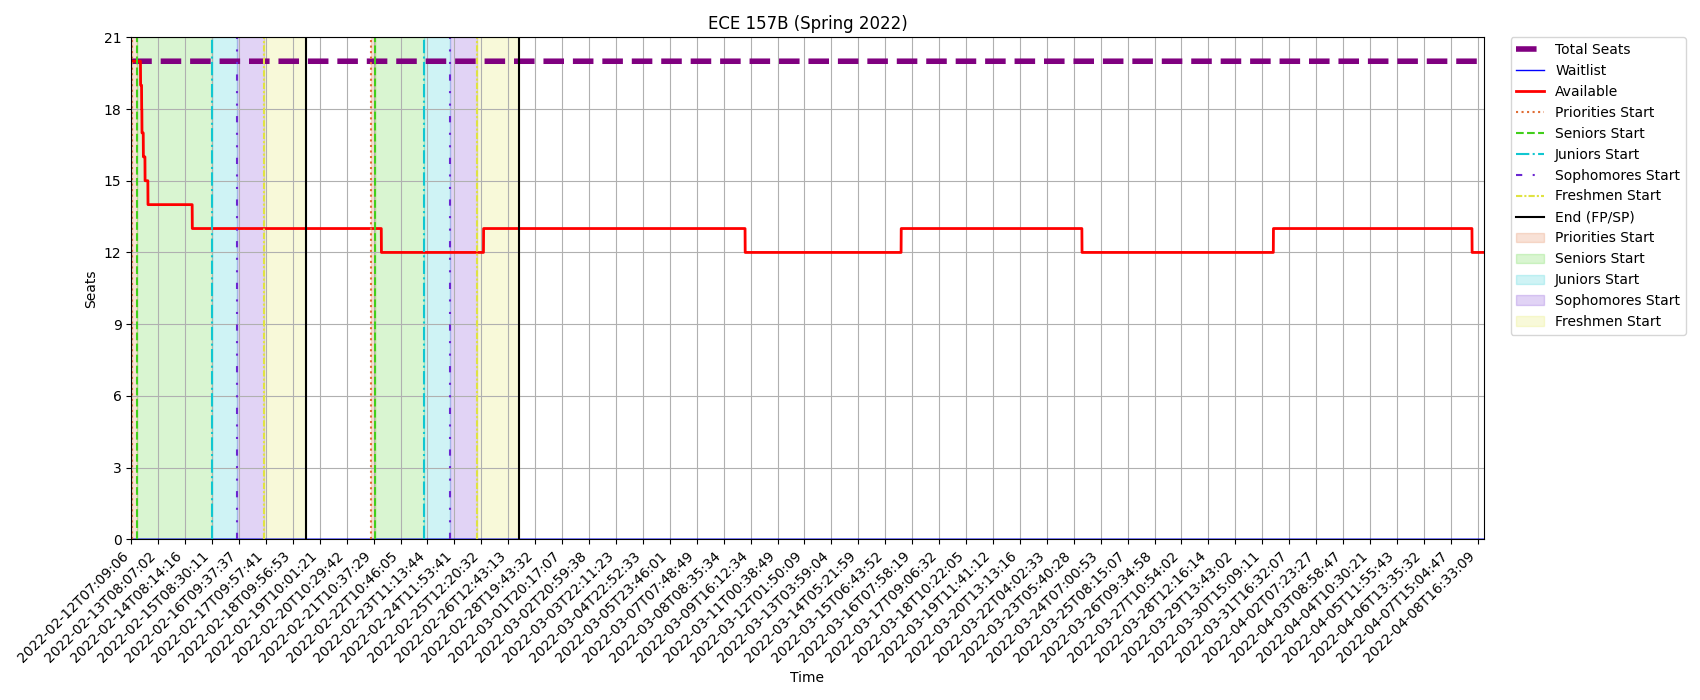 ECE 157B (Spring 2022)
21
18
15
12
9
6
3
0
Seats
2022-02-12T07:09:06
2022-02-13T08:07:02
2022-02-14T08:14:16
2022-02-15T08:30:11
2022-02-16T09:37:37
2022-02-17T09:57:41
2022-02-18T09:56:53
2022-02-19T10:01:21
2022-02-20T10:29:42
2022-02-21T10:37:29
2022-02-22T10:46:05
2022-02-23T11:13:44
2022-02-24T11:53:41
2022-02-25T12:20:32
2022-02-26T12:43:13
2022-02-28T19:43:32
2022-03-01T20:17:07
2022-03-02T20:59:38
2022-03-03T22:11:23
2022-03-04T22:52:33
2022-03-05T23:46:01
2022-03-07T07:48:49
2022-03-08T08:35:34
2022-03-09T16:12:34
2022-03-11T00:38:49
2022-03-12T01:50:09
2022-03-13T03:59:04
2022-03-14T05:21:59
2022-03-15T06:43:52
2022-03-16T07:58:19
2022-03-17T09:06:32
2022-03-18T10:22:05
2022-03-19T11:41:12
2022-03-20T13:13:16
2022-03-22T04:02:33
2022-03-23T05:40:28
2022-03-24T07:00:53
2022-03-25T08:15:07
2022-03-26T09:34:58
2022-03-27T10:54:02
2022-03-28T12:16:14
2022-03-29T13:43:02
2022-03-30T15:09:11
2022-03-31T16:32:07
2022-04-02T07:23:27
2022-04-03T08:58:47
2022-04-04T10:30:21
2022-04-05T11:55:43
2022-04-06T13:35:32
2022-04-07T15:04:47
2022-04-08T16:33:09
Time
Total Seats
Waitlist
Available
Priorities Start
Seniors Start
Juniors Start
Sophomores Start
Freshmen Start
End (FP/SP)
Priorities Start
Seniors Start
Juniors Start
Sophomores Start
Freshmen Start